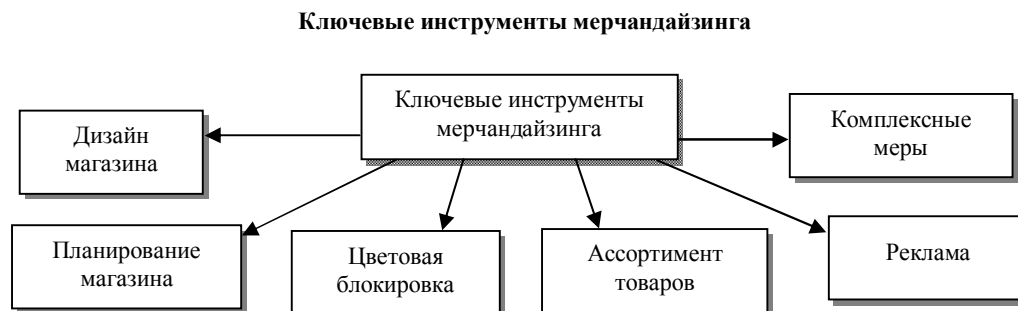 Ключевые инструменты мерчандайзинга
Ключевые инструменты
мерчандайзинга
Дизайн
магазина
Комплексные
меры
Планирование
магазина
Цветовая
блокировка
Ассортимент
товаров
Реклама